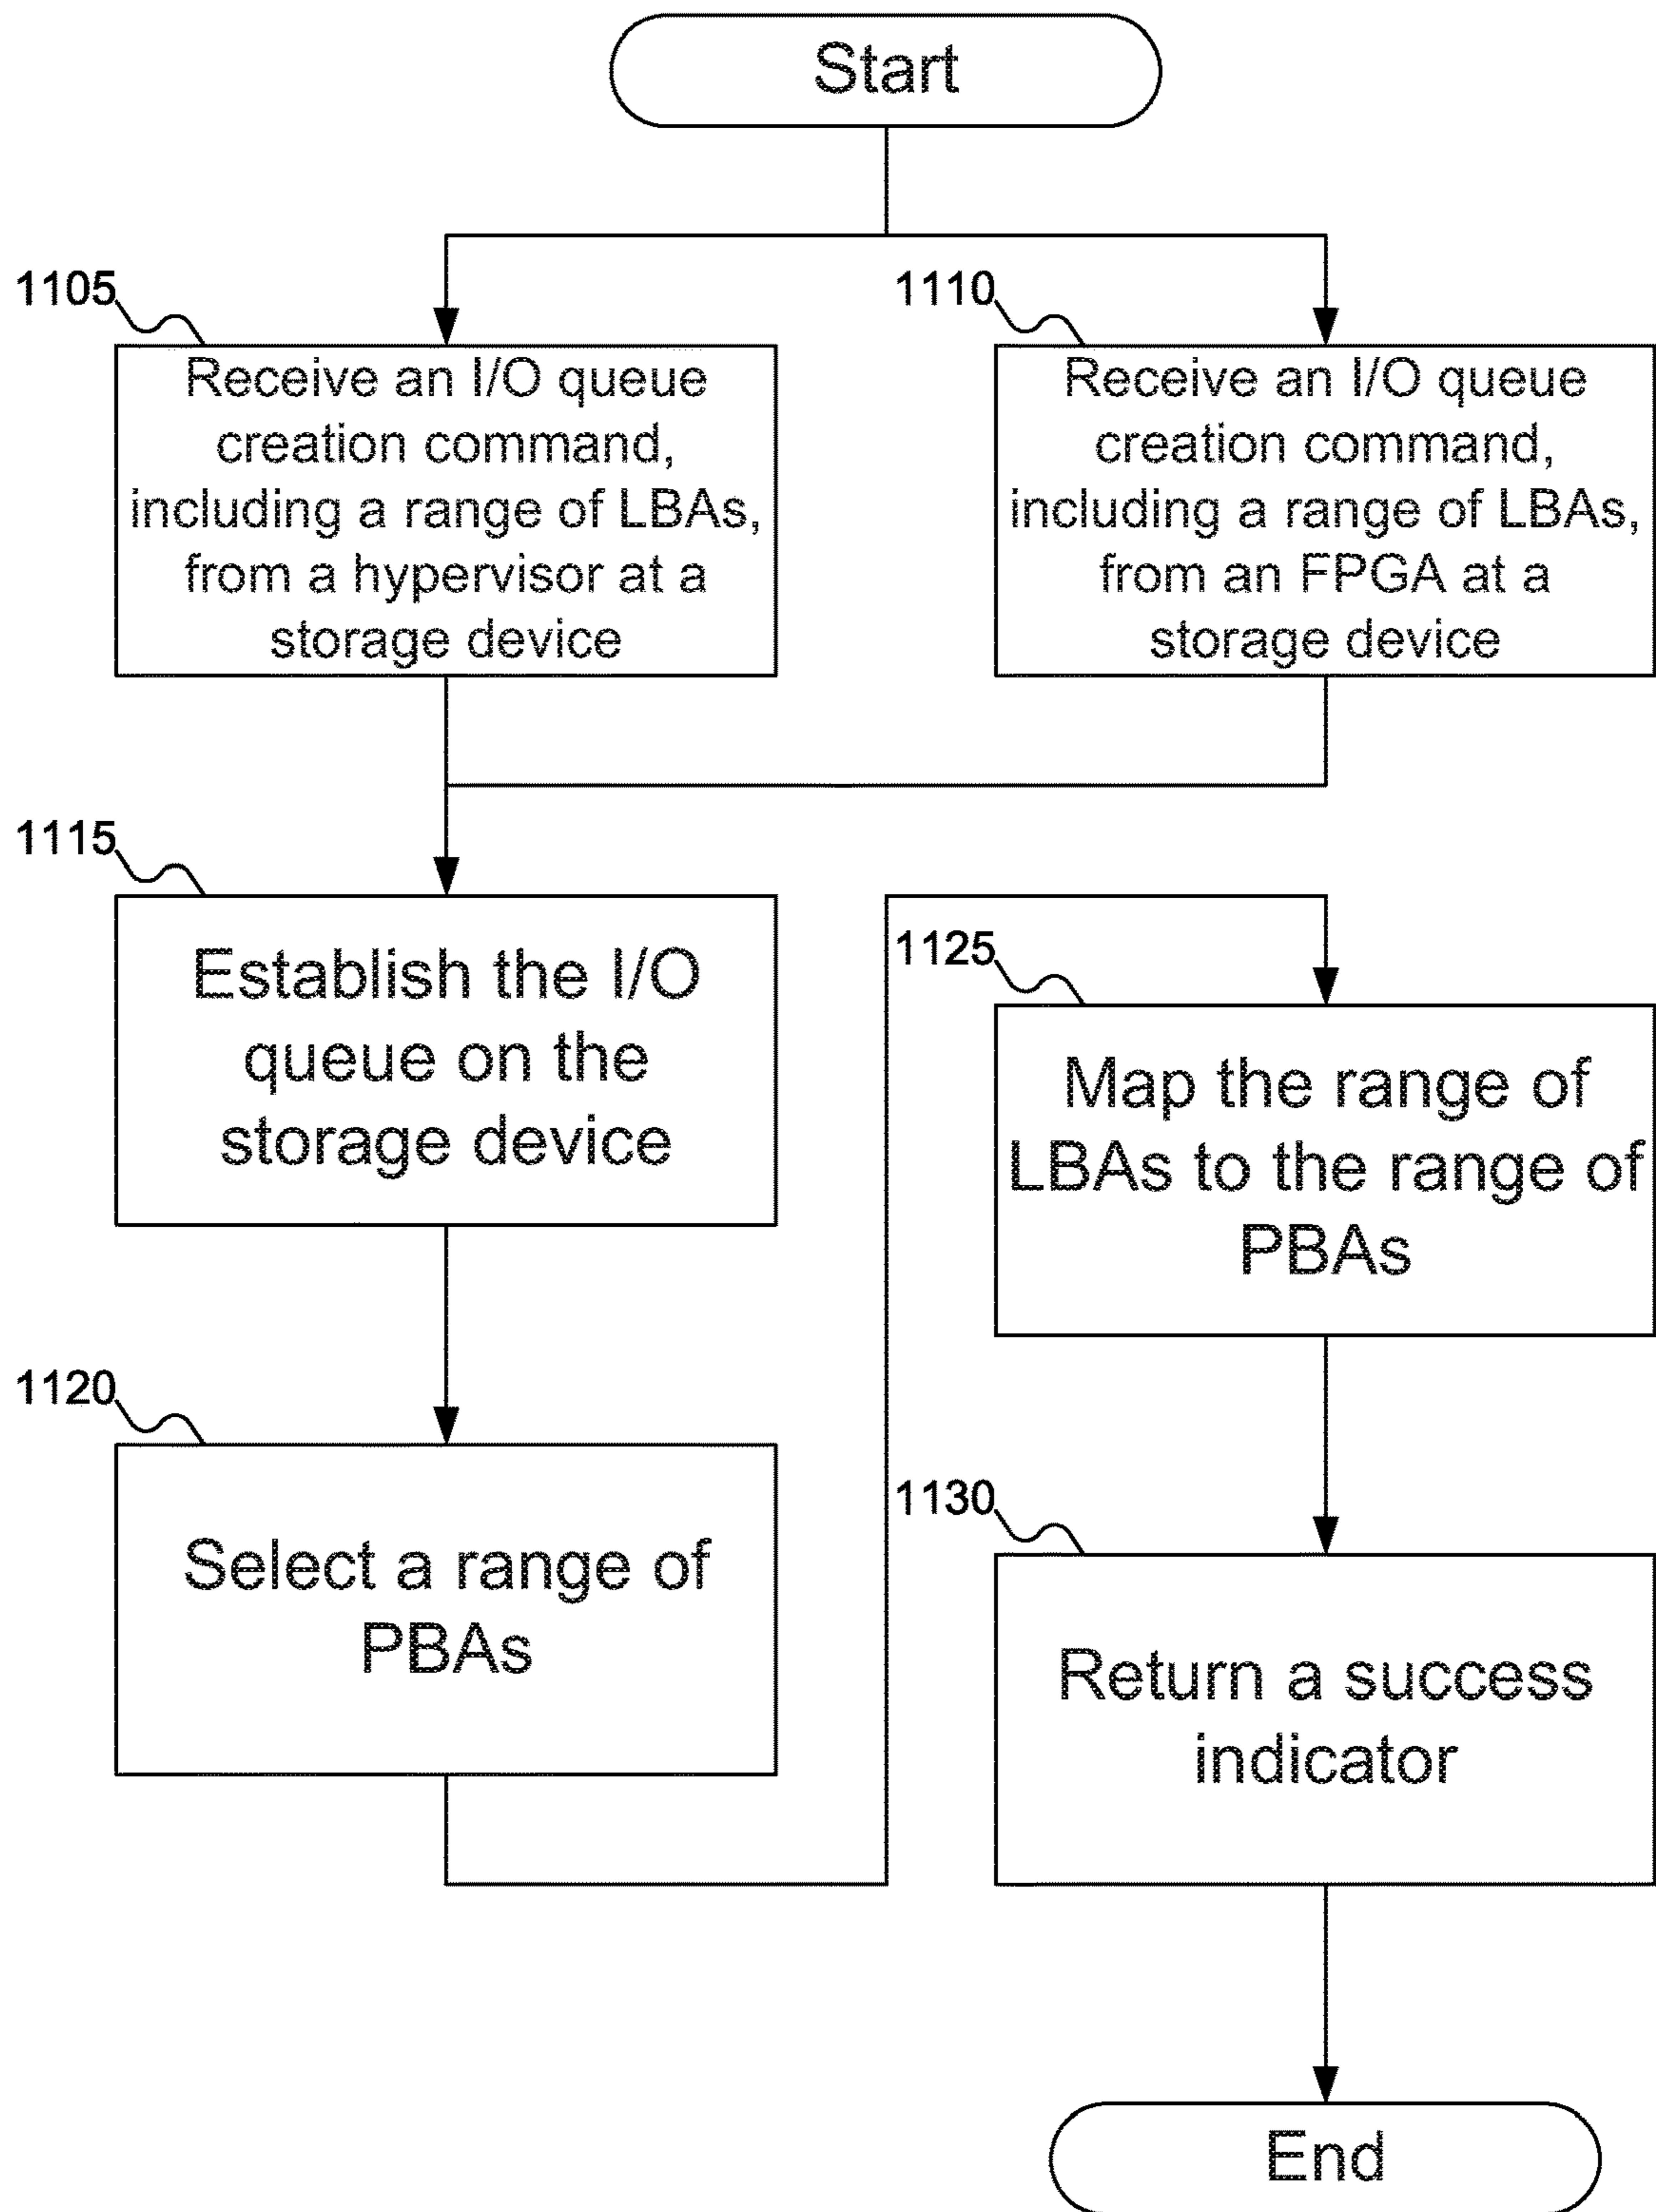 Start
1105
Receive an I/O queue
creation command,
including a range of LBAs,
from a hypervisor at a
storage device
1110
Receive an I/O queue
creation command,
including a range of LBAs,
from an FPGA at a
storage device
1115
Establish the I/O
queue on the
storage device
1120
Select a range of
PBAs
1125
Map the range of
LBAs to the range of
PBAs
1130
Return a success
indicator
End